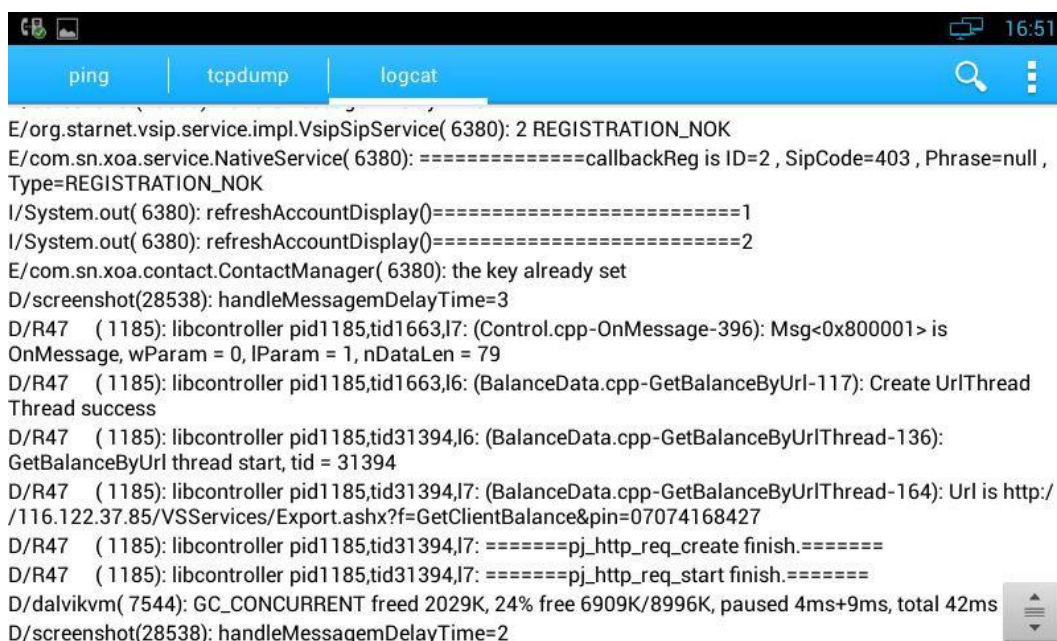 16:51
ping tcpdump logcat
E/org.starnet.vsip.service.impl.VsipSipService( 6380): 2 REGISTRATION_NOK
E/com.sn.xoa.service.NativeService( 6380): ==============callbackReg is ID=2 , SipCode=403 , Phrase=null ,
Type=REGISTRATION_NOK
I/System.out( 6380): refreshAccountDisplay()==========================1
I/System.out( 6380): refreshAccountDisplay()==========================2
E/com.sn.xoa.contact.ContactManager( 6380): the key already set
D/screenshot(28538): handleMessagemDelayTime=3
D/R47 ( 1185): libcontroller pid1185,tid1663,l7: (Control.cpp-OnMessage-396): Msg<0x800001> is
OnMessage, wParam = 0, lParam = 1, nDataLen = 79
D/R47 ( 1185): libcontroller pid1185,tid1663,l6: (BalanceData.cpp-GetBalanceByUrl-117): Create UrlThread
Thread success
D/R47 ( 1185): libcontroller pid1185,tid31394,l6: (BalanceData.cpp-GetBalanceByUrlThread-136):
GetBalanceByUrl thread start, tid = 31394
D/R47 ( 1185): libcontroller pid1185,tid31394,l7: (BalanceData.cpp-GetBalanceByUrlThread-164): Url is http:/
/116.122.37.85/VSServices/Export.ashx?f=GetClientBalance&pin=07074168427
D/R47 ( 1185): libcontroller pid1185,tid31394,l7: =======pj_http_req_create finish.=======
D/R47 ( 1185): libcontroller pid1185,tid31394,l7: =======pj_http_req_start finish.=======
D/dalvikvm( 7544): GC_CONCURRENT freed 2029K, 24% free 6909K/8996K, paused 4ms+9ms, total 42ms
D/screenshot(28538): handleMessagemDelayTime=2